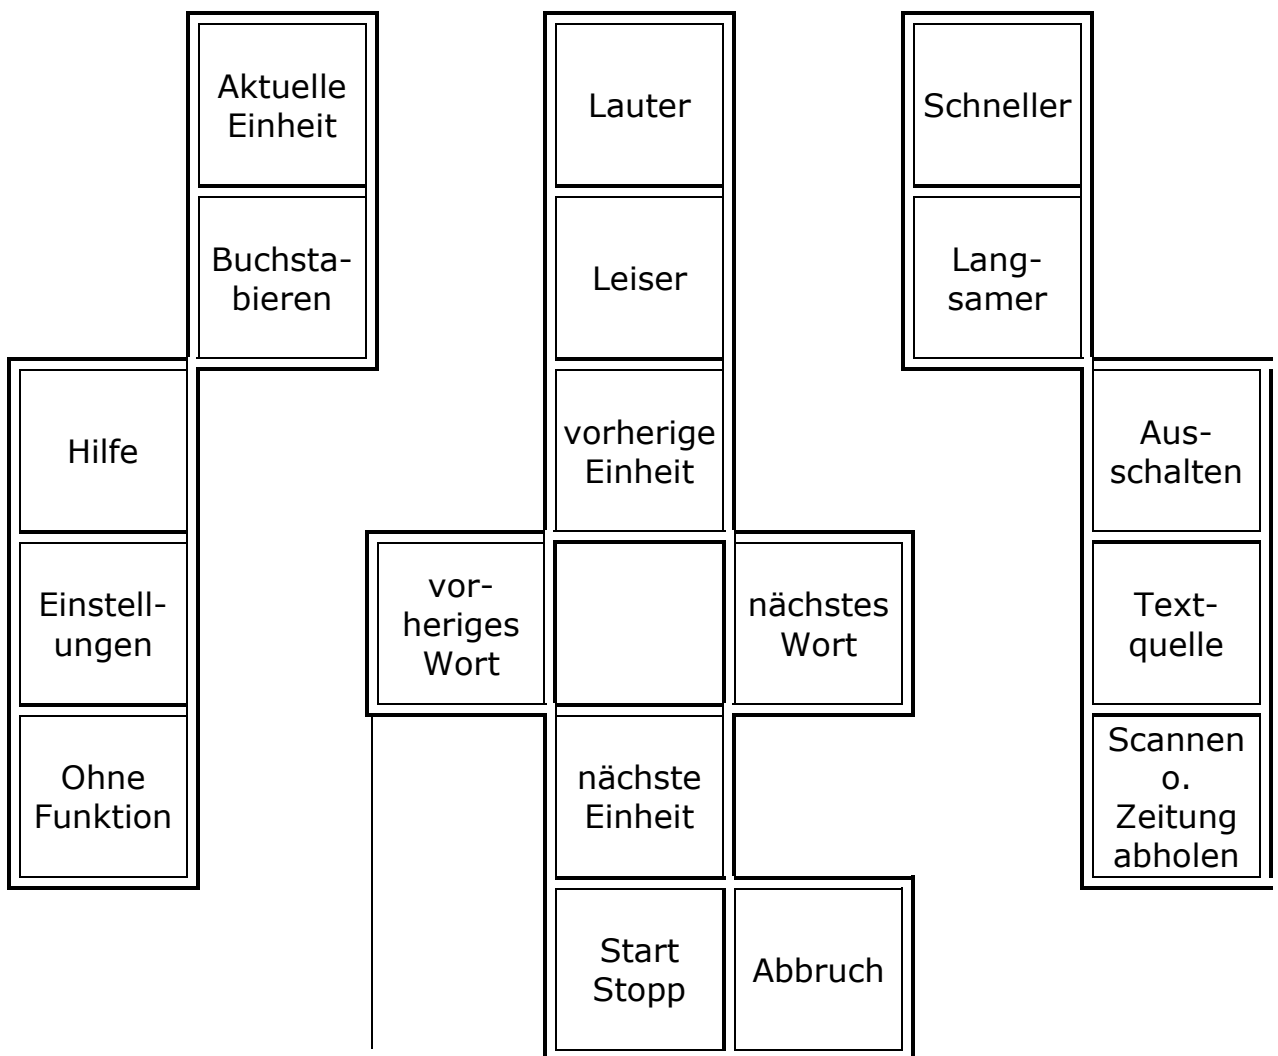 Aktuelle
Einheit
Lauter
Schneller
Buchsta-
bieren
Leiser
Lang-
samer
Hilfe
vorherige
Einheit
Aus-
schalten
Einstell-
ungen
vor-
heriges
Wort
nächstes
Wort
Text-
quelle
Ohne
Funktion
nächste
Einheit
Scannen
o.
Zeitung
abholen
Start
Stopp
Abbruch